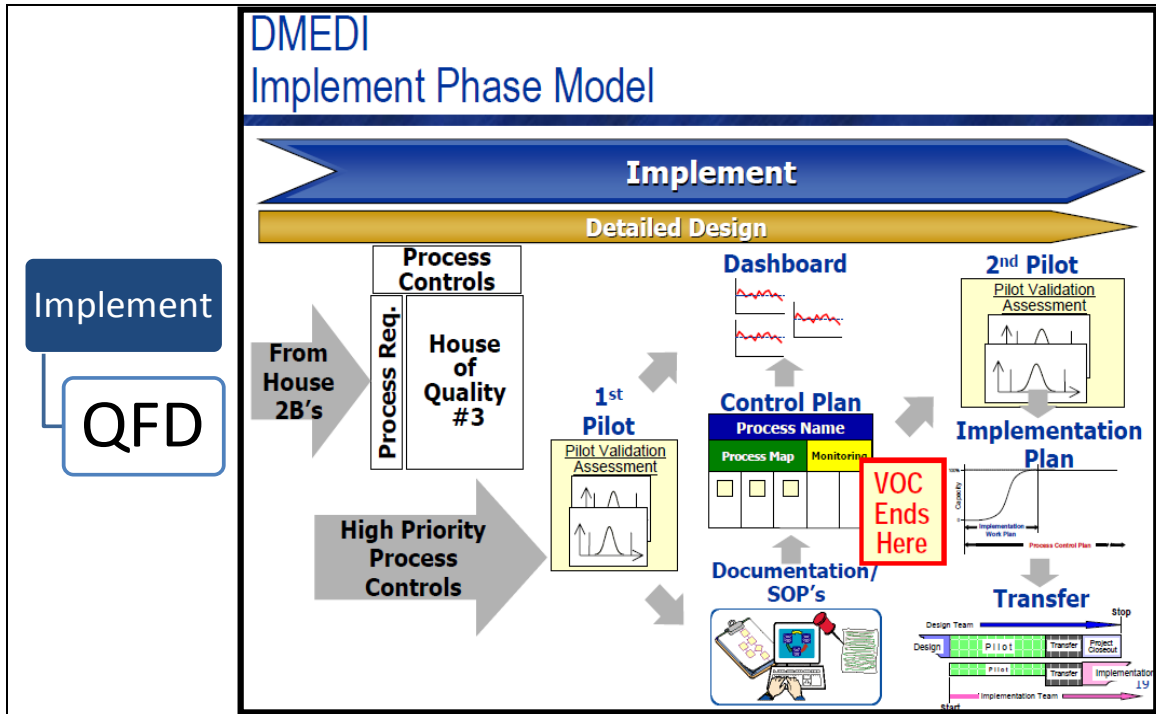 DMEDI
Implement Phase Model
Implement
Detailed Design
Implement
QFD
From
House
2B's
Process
Controls
Process Req.
House
of
Quality
#3
High Priority
Process
Controls
1st
Pilot
Pilot Validation
Assessment
Dashboard
Control Plan
Process Name
Process Map
Monitoring
VOC
Ends
Here
Documentation/
SOP's
2nd Pilot
Pilot Validation
Assessment
Implementation
Plan
100%
Capacity
0
Implementation
Work Plan
Process Control Plan
Transfer
Stop
Design Team
Design
Pilot
Transfer
Project
Closeout
Pilot
Transfer
Implementation
19
Implementation Team
Start